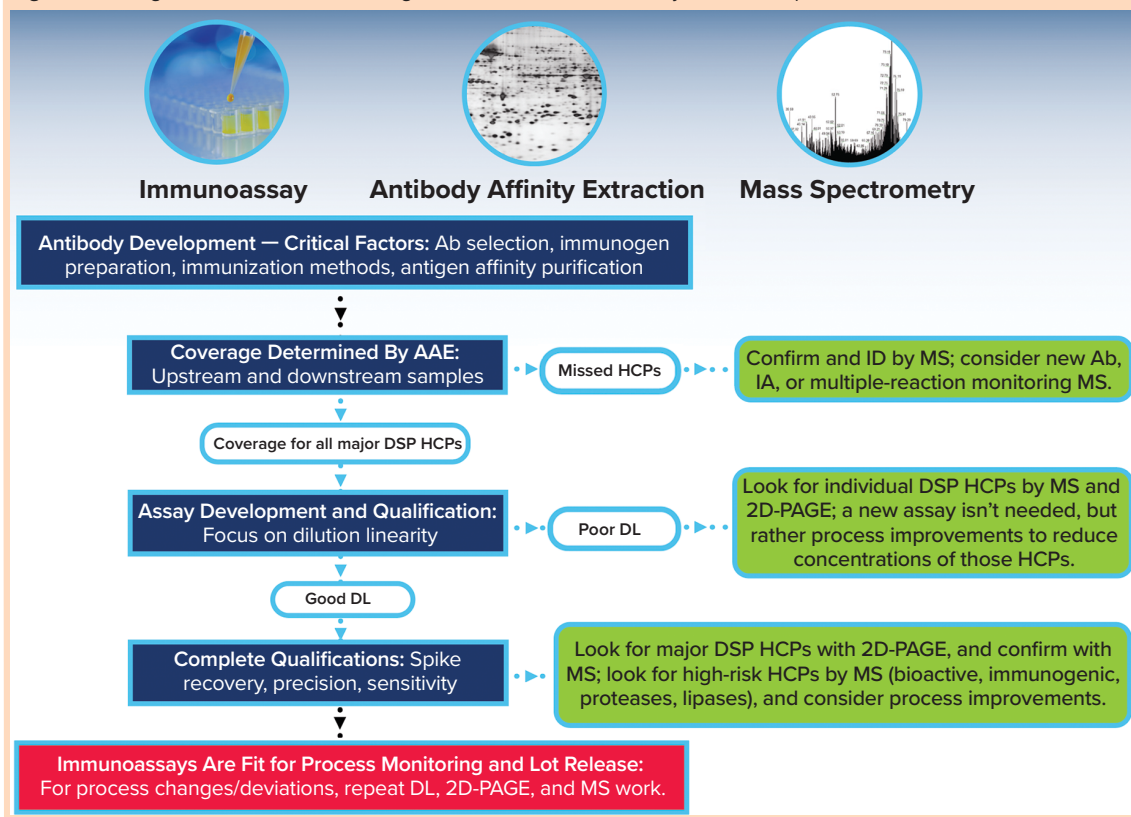 Immunoassay
Antibody Affinity Extraction
Mass Spectrometry
Antibody Development — Critical Factors: Ab selection, immunogen
preparation, immunization methods, antigen affinity purification
Coverage Determined By AAE:
Upstream and downstream samples
Missed HCPs
Confirm and ID by MS; consider new Ab,
IA, or multiple-reaction monitoring MS.
Coverage for all major DSP HCPs
Assay Development and Qualification:
Focus on dilution linearity
Poor DL
Look for individual DSP HCPs by MS and
2D-PAGE; a new assay isn’t needed, but
rather process improvements to reduce
concentrations of those HCPs.
Good DL
Complete Qualifications: Spike
recovery, precision, sensitivity
Look for major DSP HCPs with 2D-PAGE, and confirm with
MS; look for high-risk HCPs by MS (bioactive, immunogenic,
proteases, lipases), and consider process improvements.
Immunoassays Are Fit for Process Monitoring and Lot Release:
For process changes/deviations, repeat DL, 2D-PAGE, and MS work.